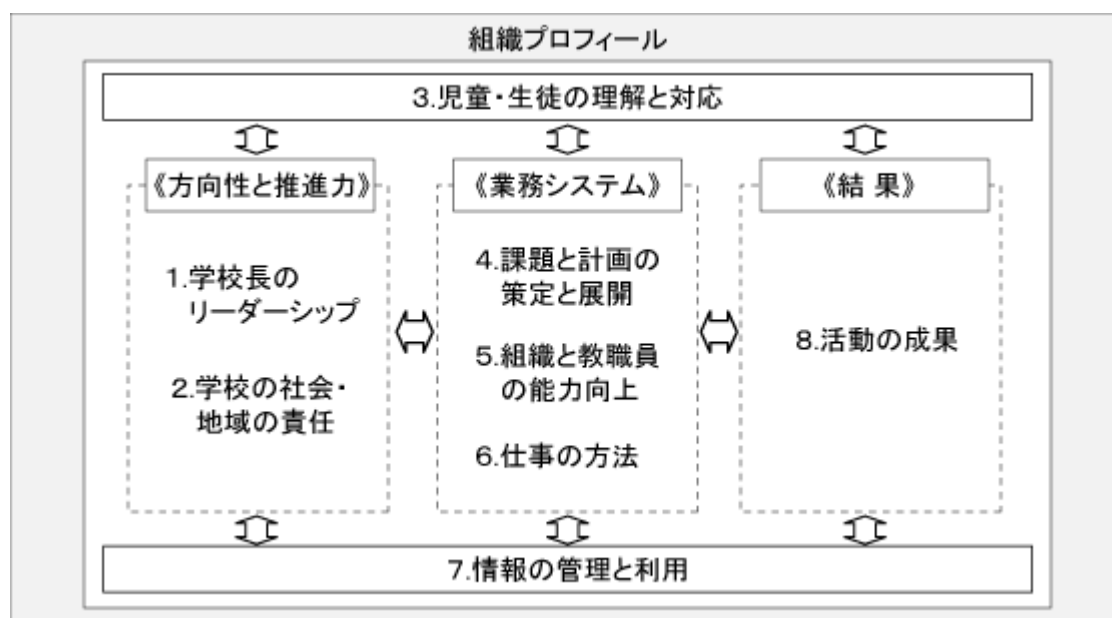 組織プロフィール
3.児童・生徒の理解と対応
《方向性と推進力》
1.学校長の
リーダーシップ
2.学校の社会・
地域の責任
《業務システム》
4.課題と計画の
策定と展開
5.組織と教職員
の能力向上
6.仕事の方法
《結 果》
8.活動の成果
7.情報の管理と利用